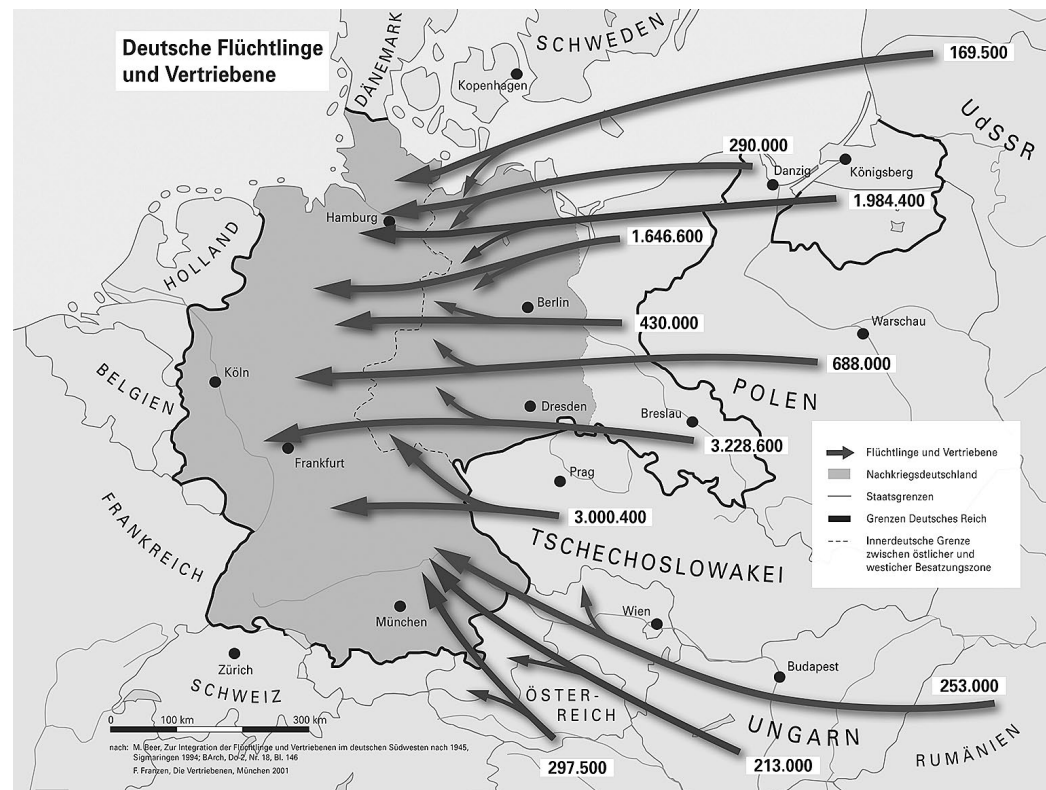 Deutsche Flüchtlinge
und Vertriebene
DÄNEMARK
SCHWEDEN
Kopenhagen
169.500
UdSSR
290.000
Danzig
Königsberg
1.984.400
Hamburg
1.646.600
HOLLAND
Berlin
430.000
Warschau
688.000
Köln
BELGIEN
POLEN
Dresden
Breslau
3.228.600
Frankfurt
Prag
3.000.400
FRANKREICH
TSCHECHOSLOWAKEI
Flüchtlinge und Vertriebene
Nachkriegsdeutschland
Staatsgrenzen
Grenzen Deutsches Reich
Innerdeutsche Grenze
zwischen östlicher und
westicher Besatzungszone
München
Wien
Zürich
Budapest
SCHWEIZ
ÖSTER-
REICH
253.000
UNGARN
RUMÄNIEN
297.500
213.000
0 100 km 300 km
nach: M. Beer, Zur Integration der Flüchtlinge und Vertriebenen im deutschen Südwesten nach 1945,
Sigmaringen 1994; BArch, Do 2, Nr. 18, Bl. 146
F. Franzen, Die Vertriebenen, München 2001